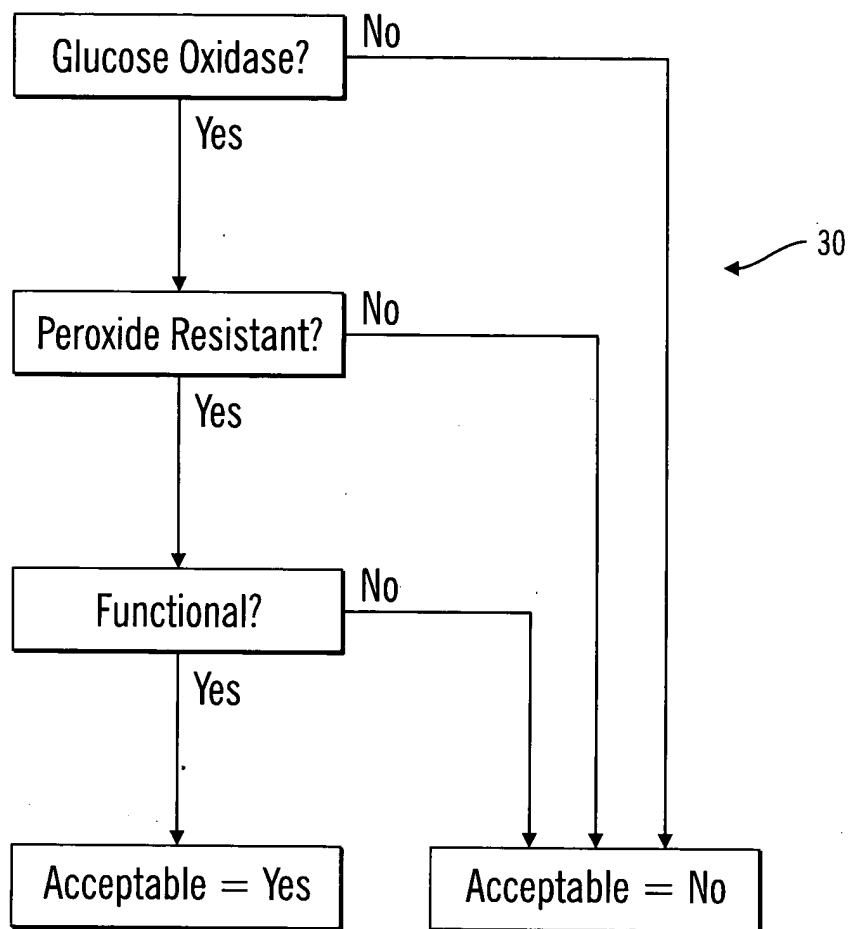 Glucose Oxidase?
No
Yes
30
Peroxide Resistant?
No
Yes
Functional?
No
Yes
Acceptable = Yes
Acceptable = No